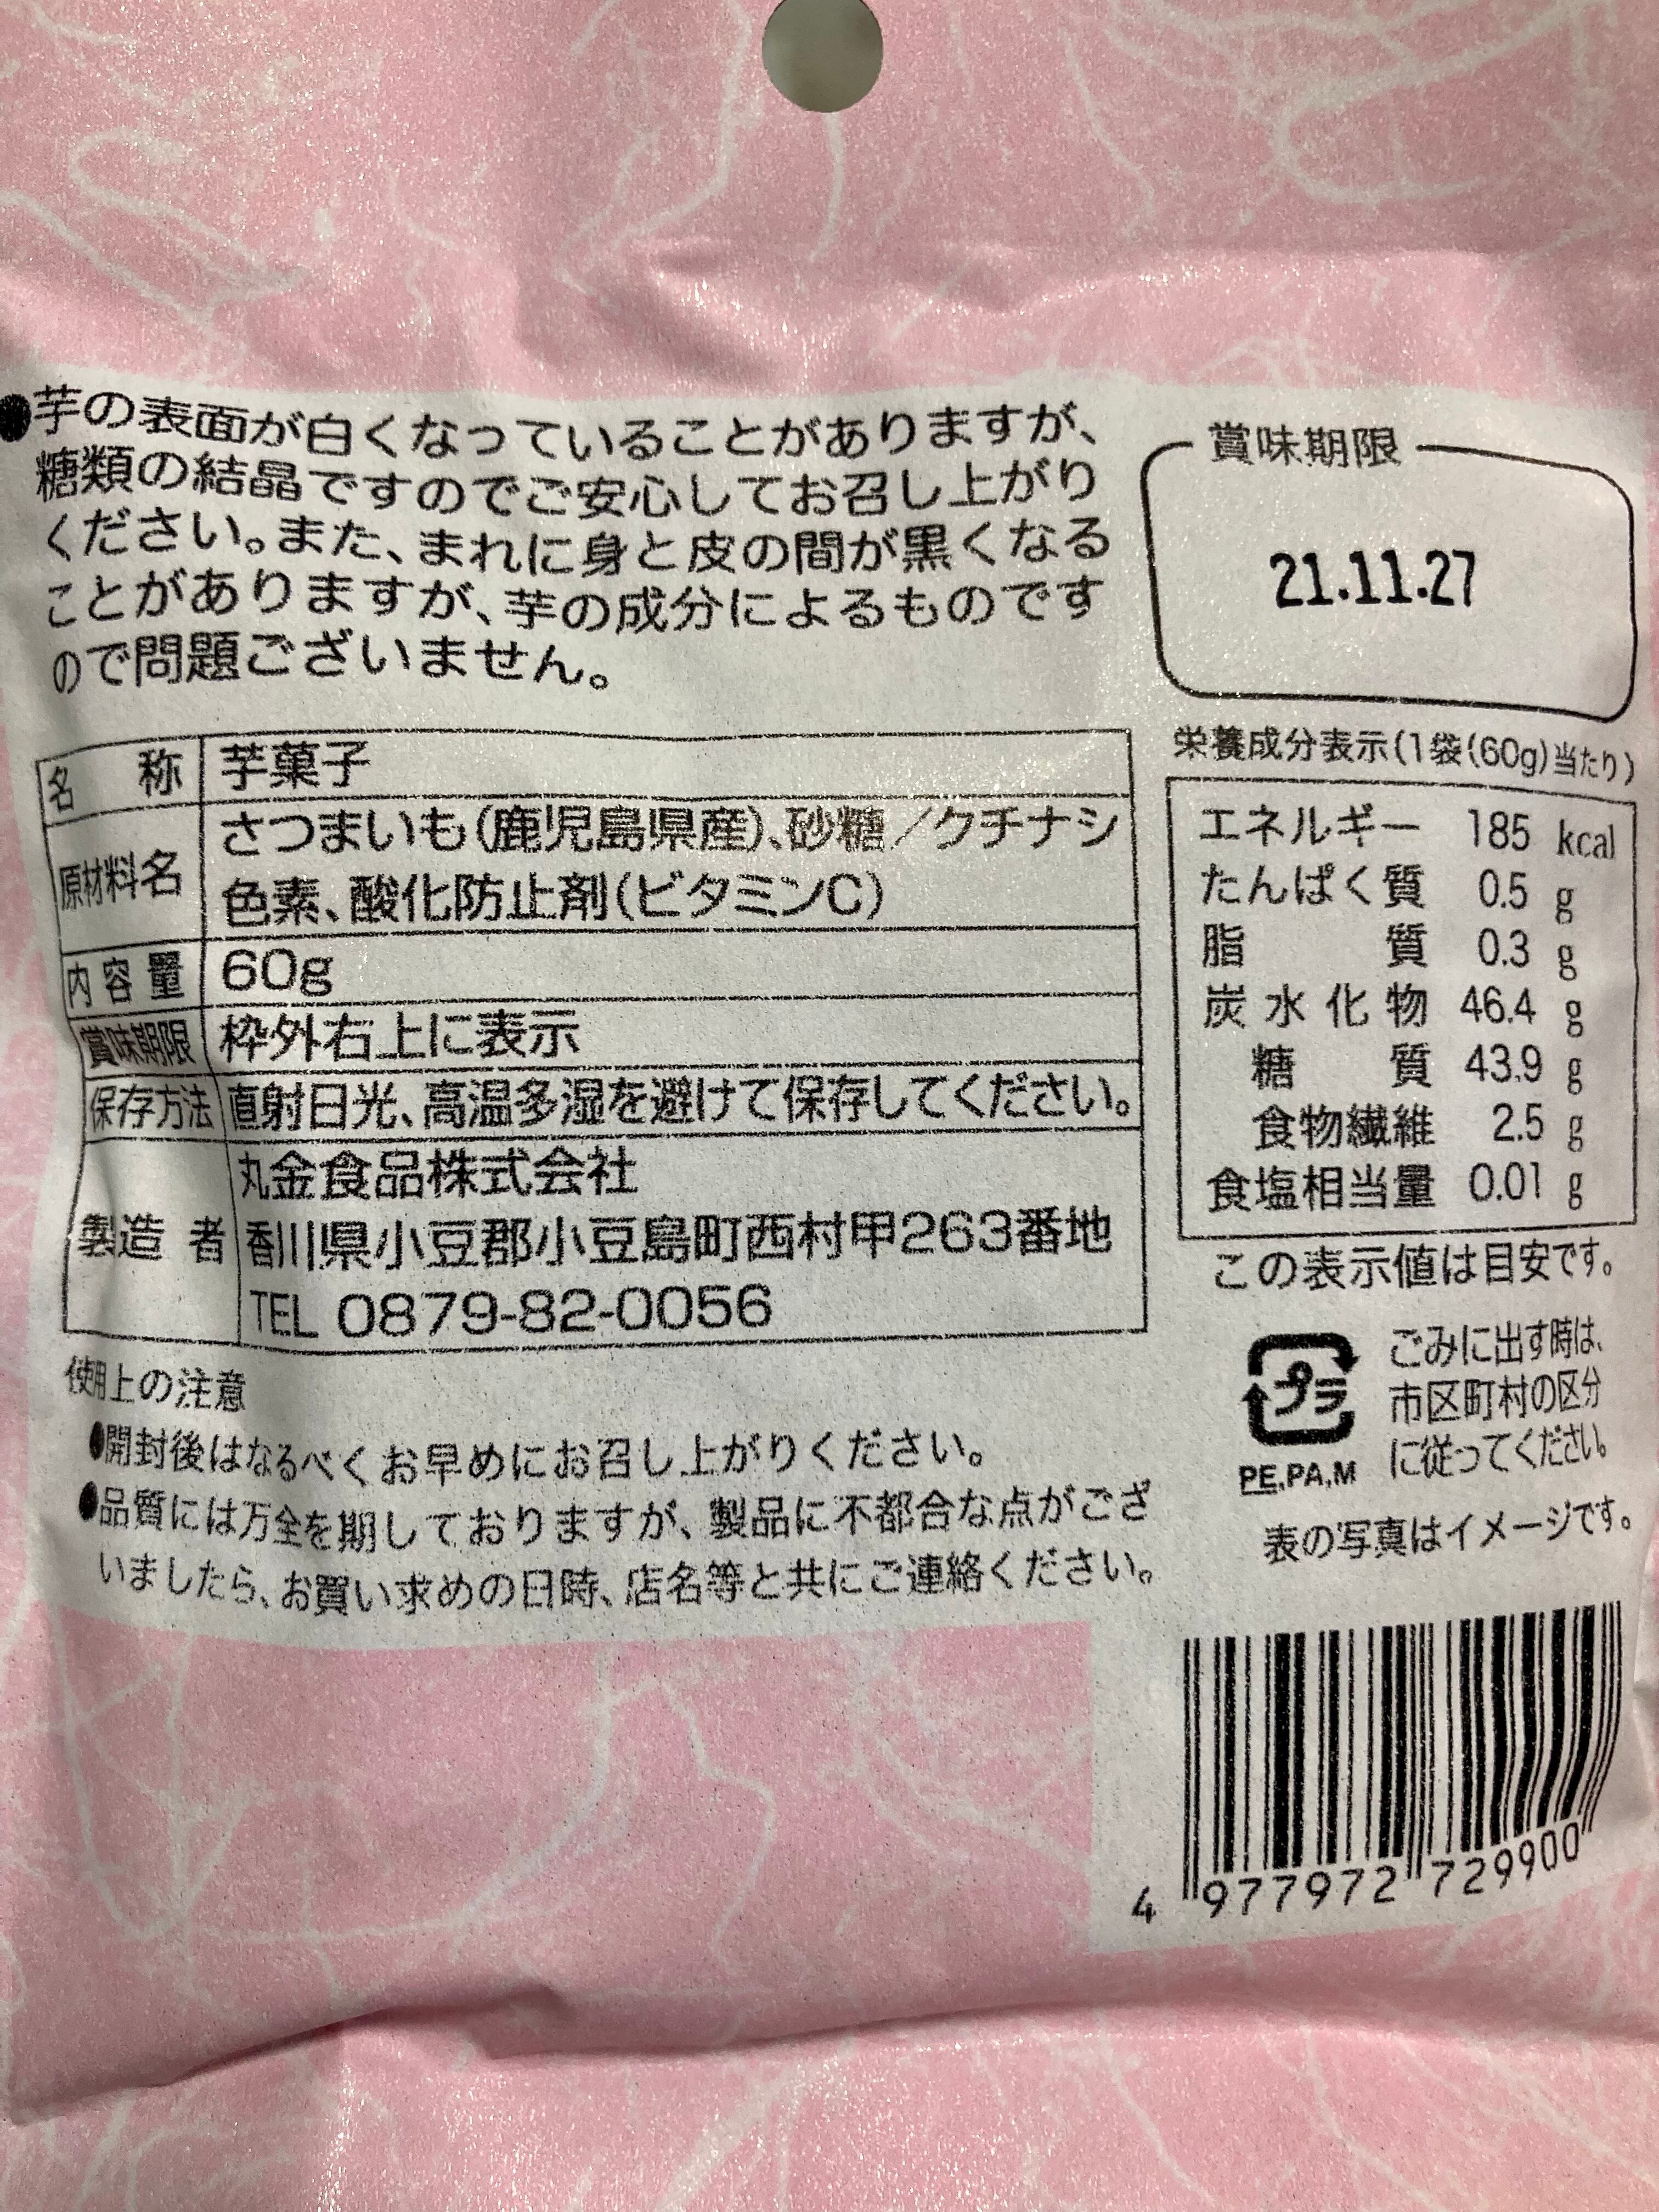 ●芋の表面が白くなっていることがありますが、
糖類の結晶ですのでご安心してお召し上がり
ください。また、まれに身と皮の間が黒くなる
ことがありますが、芋の成分によるものです
ので問題ございません。
賞味期限
21.11.27
名 称 芋菓子
原材料名 さつまいも(鹿児島県産)、砂糖/クチナシ
色素、酸化防止剤(ビタミンC)
内容量 60g
賞味期限 枠外右上に表示
保存方法 直射日光、高温多湿を避けて保存してください。
製造者 丸金食品株式会社
香川県小豆郡小豆島町西村甲263番地
TEL 0879-82-0056
栄養成分表示(1袋(60g)当たり)
エネルギー 185 kcal
たんぱく質 0.5 g
脂質 0.3 g
炭水化物 46.4 g
糖質 43.9 g
食物繊維 2.5 g
食塩相当量 0.01 g
この表示値は目安です。
使用上の注意
●開封後はなるべくお早めにお召し上がりください。
●品質には万全を期しておりますが、製品に不都合な点がござ
いましたら、お買い求めの日時、店名等と共にご連絡ください。
プラ
PE,PA,M
ごみに出す時は、
市区町村の区分
に従ってください。
表の写真はイメージです。
4 977972 729900